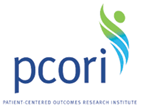 pcori
PATIENT-CENTERED OUTCOMES RESEARCH INSTITUTE